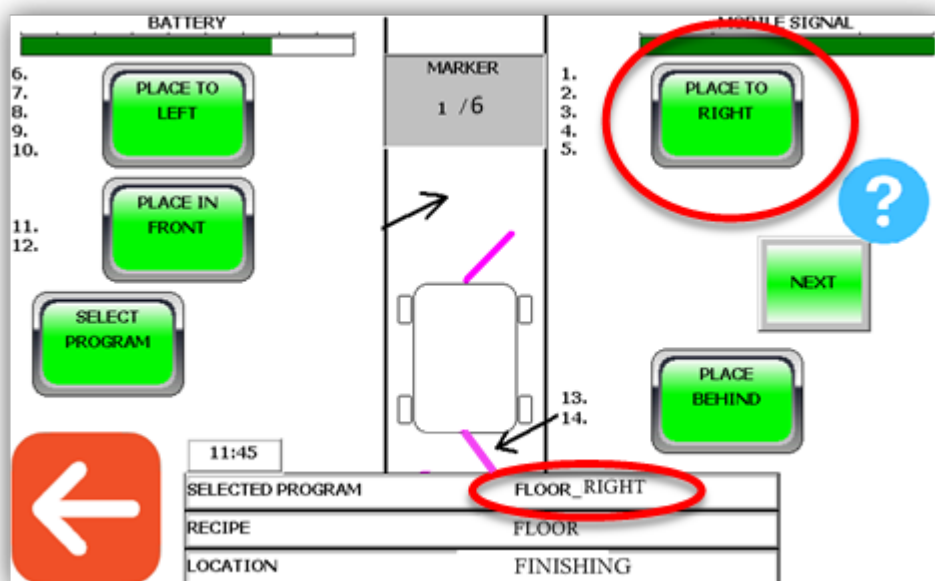 BATTERY
MOBILE SIGNAL
6.
7.
8.
9.
10.
PLACE TO
LEFT
MARKER
1 /6
1.
2.
3.
4.
5.
PLACE TO
RIGHT
11.
12.
PLACE IN
FRONT
?
NEXT
SELECT
PROGRAM
13.
14.
PLACE
BEHIND
11:45
SELECTED PROGRAM FLOOR_RIGHT
RECIPE FLOOR
LOCATION FINISHING